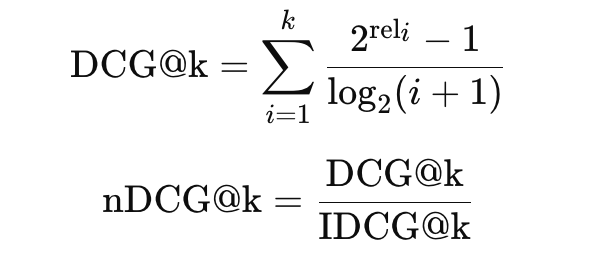 DCG@k = \sum_{i=1}^{k} \frac{2^{\mathrm{rel}_i} - 1}{\log_2(i + 1)}
nDCG@k = \frac{DCG@k}{IDCG@k}